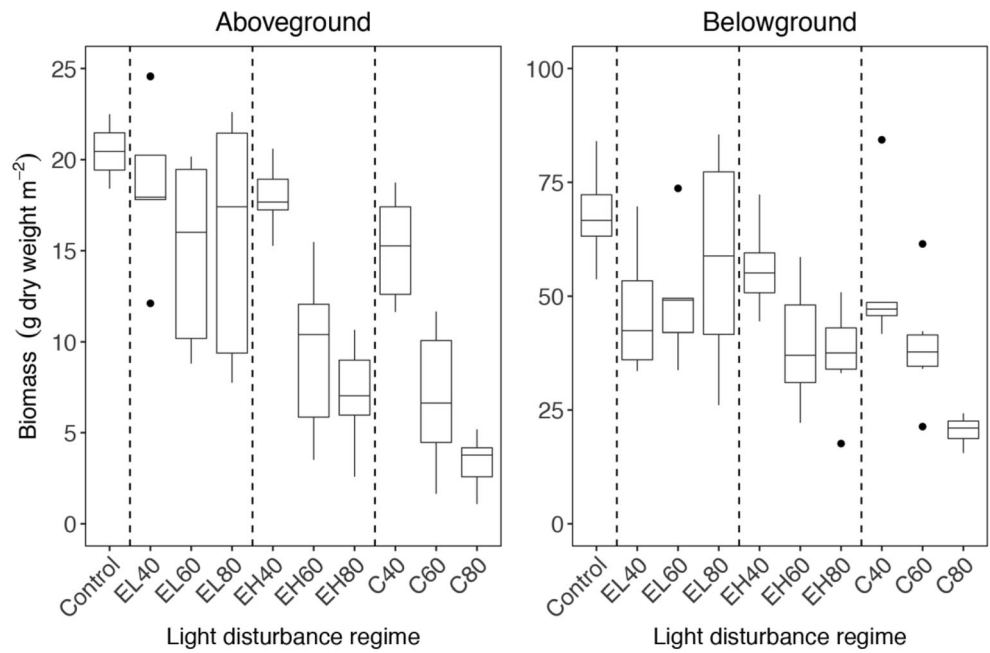 Aboveground
Belowground
Biomass (g dry weight m⁻²)
25
20
15
10
5
0
Control
EL40
EL60
EL80
EH40
EH60
EH80
C40
C60
C80
Light disturbance regime
100
75
50
25
0
Control
EL40
EL60
EL80
EH40
EH60
EH80
C40
C60
C80
Light disturbance regime